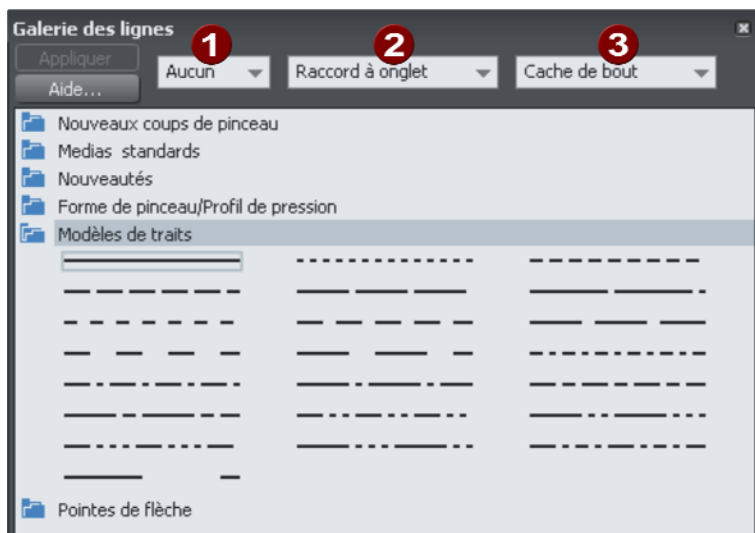 Galerie des lignes
1 2 3
Appliquer Aucun Raccord à onglet Cache de bout
Aide...
Nouveaux coups de pinceau
Medias standards
Nouveautés
Forme de pinceau/Profil de pression
Modèles de traits
Pointes de flèche